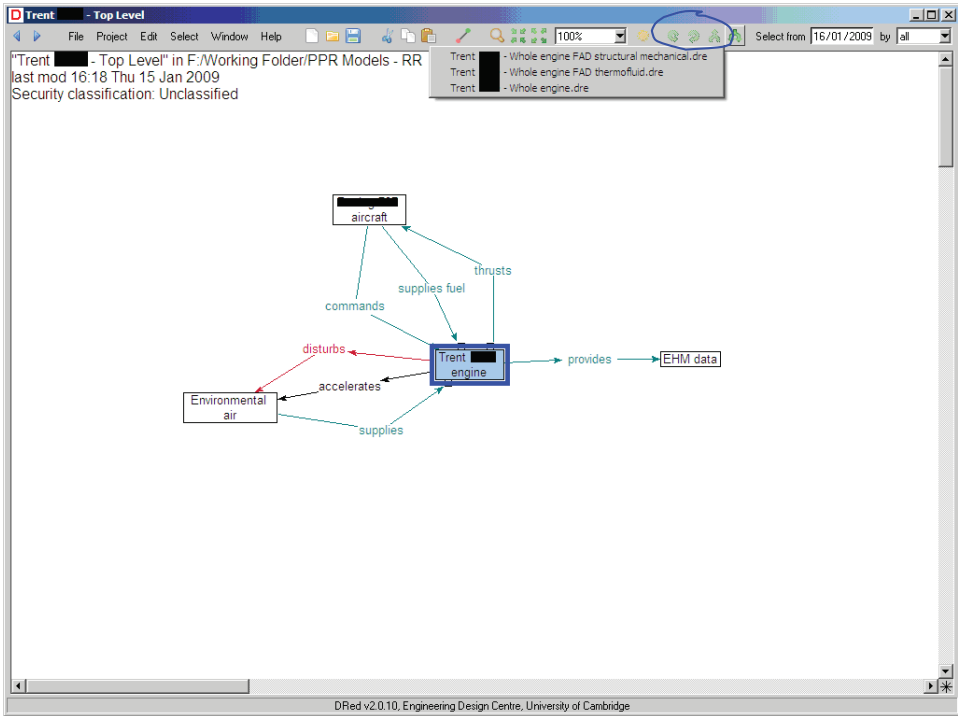 D Trent - Top Level
File Project Edit Select Window Help 100% Select from 16/01/2009 by all
"Trent - Top Level" in F:/Working Folder/PPR Models - RR
last mod 16:18 Thu 15 Jan 2009
Security classification: Unclassified
Trent - Whole engine FAD structural mechanical.dre
Trent - Whole engine FAD thermofluid.dre
Trent - Whole engine.dre
aircraft
thrusts
supplies fuel
commands
disturbs
Trent
engine
provides
EHM data
accelerates
Environmental
air
supplies
DRed v2.0.10, Engineering Design Centre, University of Cambridge